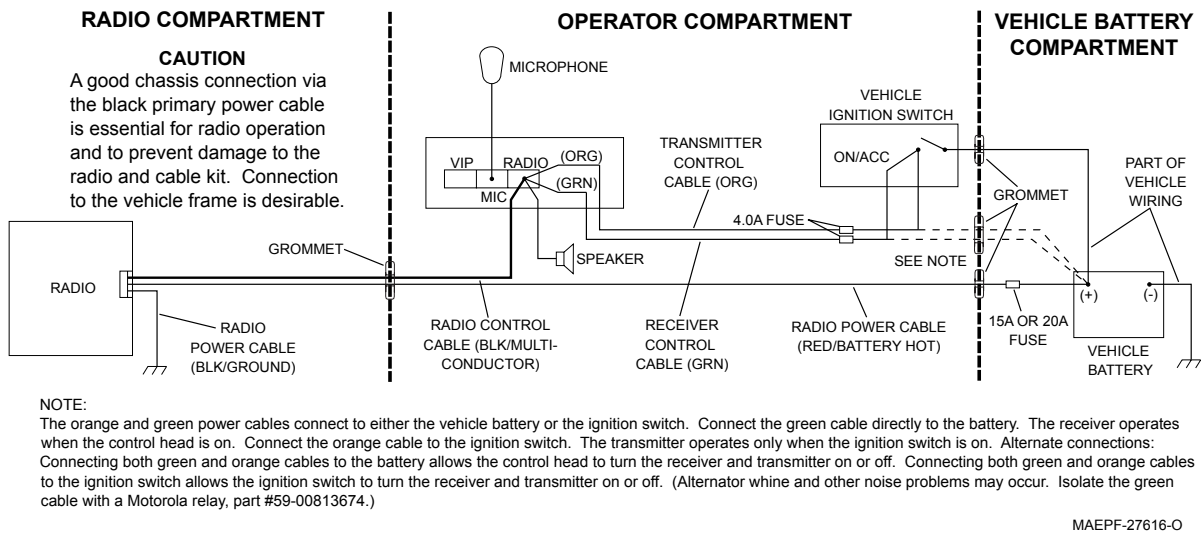 RADIO COMPARTMENT
CAUTION
A good chassis connection via
the black primary power cable
is essential for radio operation
and to prevent damage to the
radio and cable kit.  Connection
to the vehicle frame is desirable.
OPERATOR COMPARTMENT
VEHICLE BATTERY
COMPARTMENT
MICROPHONE
VEHICLE
IGNITION SWITCH
ON/ACC
VIP
RADIO
MIC
(ORG)
(GRN)
TRANSMITTER
CONTROL
CABLE (ORG)
4.0A FUSE
GROMMET
PART OF
VEHICLE
WIRING
GROMMET
SPEAKER
SEE NOTE
RADIO
RADIO
POWER CABLE
(BLK/GROUND)
RADIO CONTROL
CABLE (BLK/MULTI-
CONDUCTOR)
RECEIVER
CONTROL
CABLE (GRN)
RADIO POWER CABLE
(RED/BATTERY HOT)
15A OR 20A
FUSE
(+)
(-)
VEHICLE
BATTERY
NOTE:
The orange and green power cables connect to either the vehicle battery or the ignition switch.  Connect the green cable directly to the battery.  The receiver operates
when the control head is on.  Connect the orange cable to the ignition switch.  The transmitter operates only when the ignition switch is on.  Alternate connections:
Connecting both green and orange cables to the battery allows the control head to turn the receiver and transmitter on or off.  Connecting both green and orange cables
to the ignition switch allows the ignition switch to turn the receiver and transmitter on or off.  (Alternator whine and other noise problems may occur.  Isolate the green
cable with a Motorola relay, part #59-00813674.)
MAEPF-27616-O